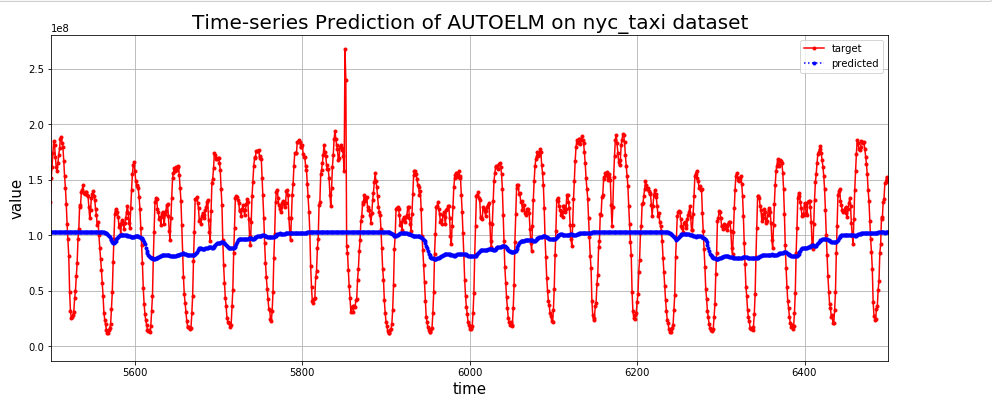 Time-series Prediction of AUTOELM on nyc_taxi dataset
1e8
target
predicted
2.5
2.0
1.5
1.0
0.5
0.0
value
5600 5800 6000 6200 6400
time